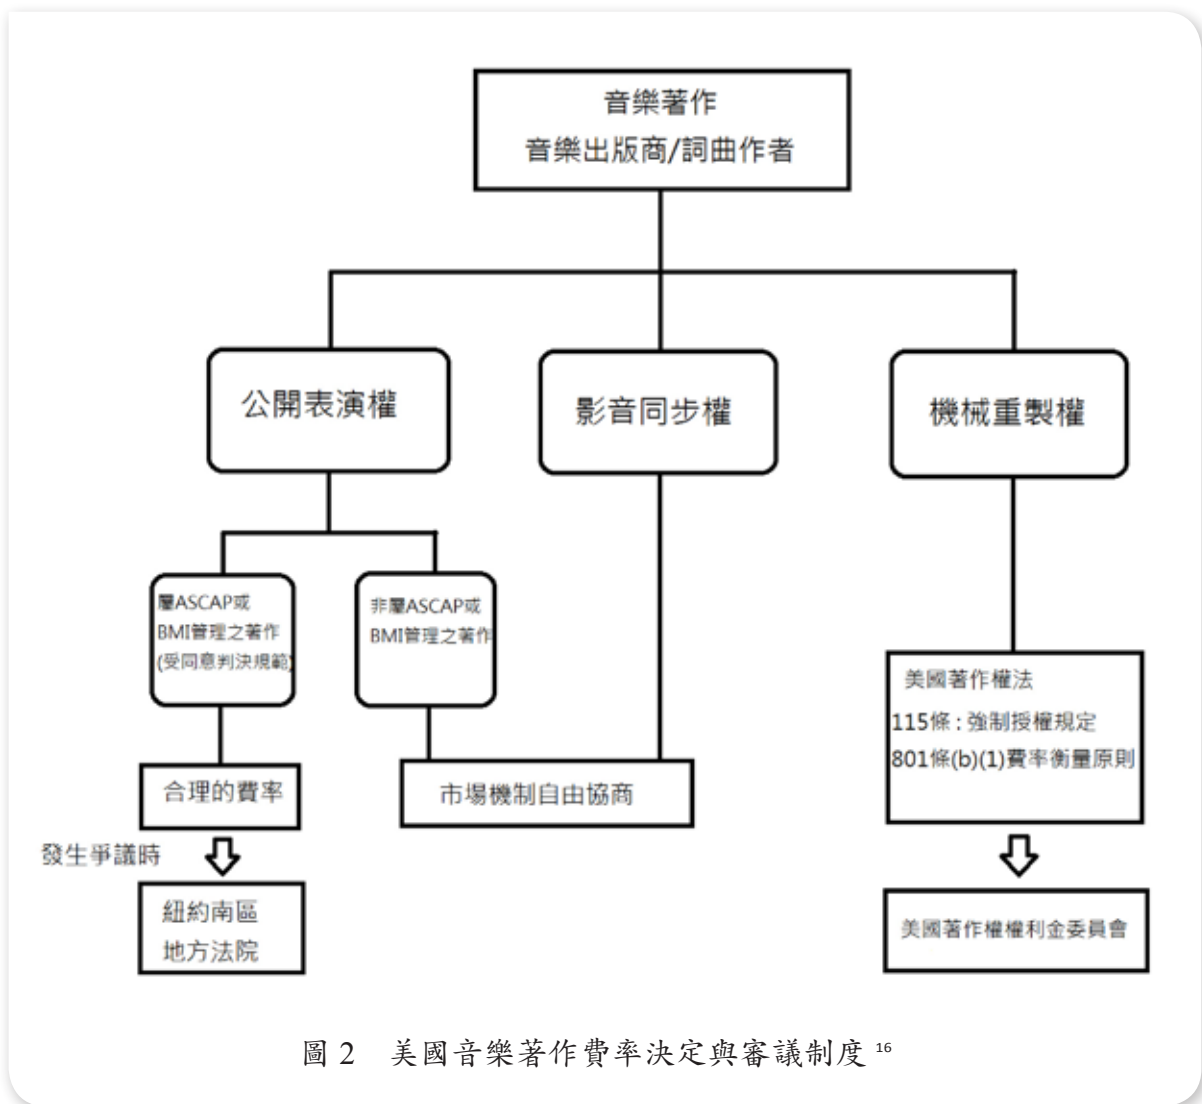 音樂著作
音樂出版商/詞曲作者
公開表演權
影音同步權
機械重製權
屬ASCAP或
BMI管理之著作
(受同意判決規範)
非屬ASCAP或
BMI管理之著作
美國著作權法
115條 : 強制授權規定
801條(b)(1)費率衡量原則
合理的費率
市場機制自由協商
發生爭議時
紐約南區
地方法院
美國著作權權利金委員會
圖 2　美國音樂著作費率決定與審議制度 16